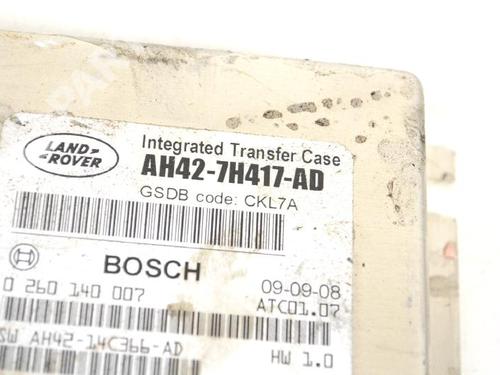 LAND-
ROVER
Integrated Transfer Case
AH42-7H417-AD
GSDB code: CKL7A
BOSCH
09-09-08
0 260 140 007
ATC01.07
SW AH42-14C366-AD
HW 1.0